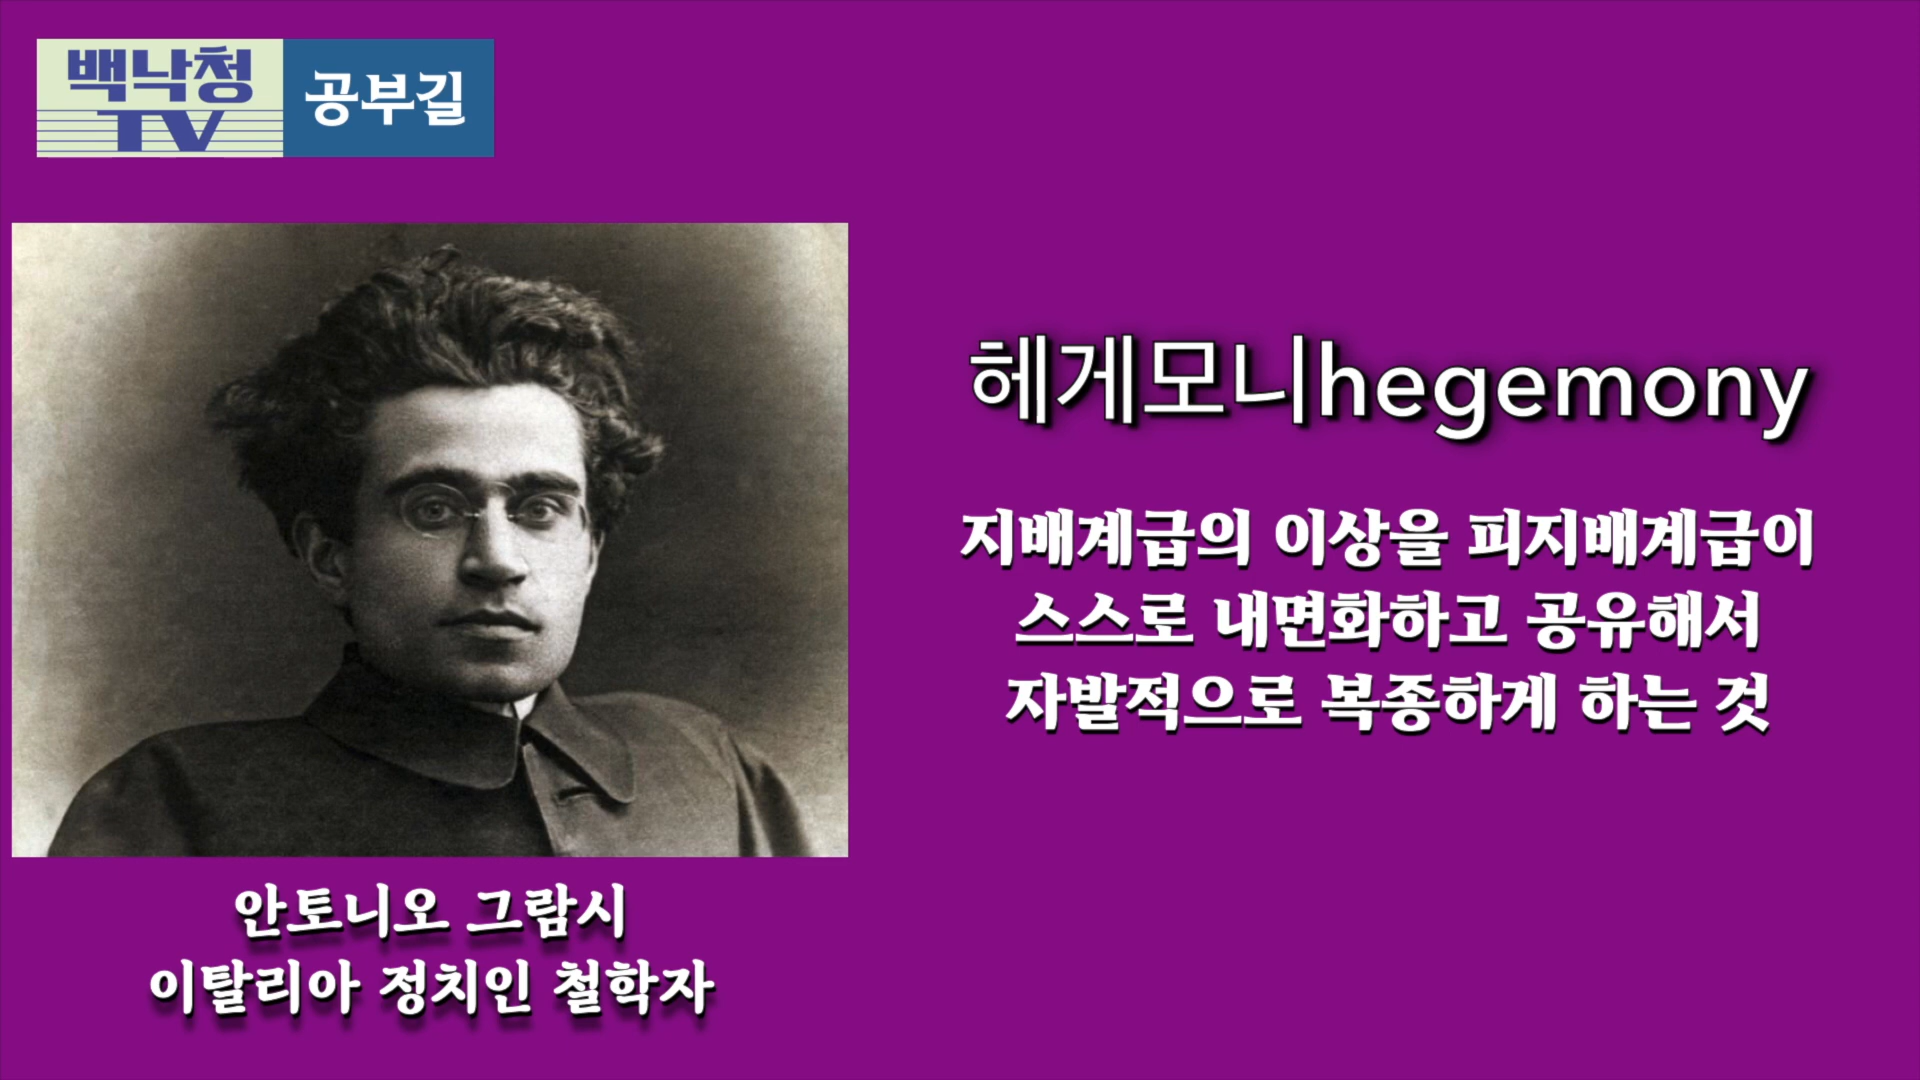 백낙청
TV
공부길
헤게모니hegemony
지배계급의 이상을 피지배계급이
스스로 내면화하고 공유해서
자발적으로 복종하게 하는 것
안토니오 그람시
이탈리아 정치인 철학자